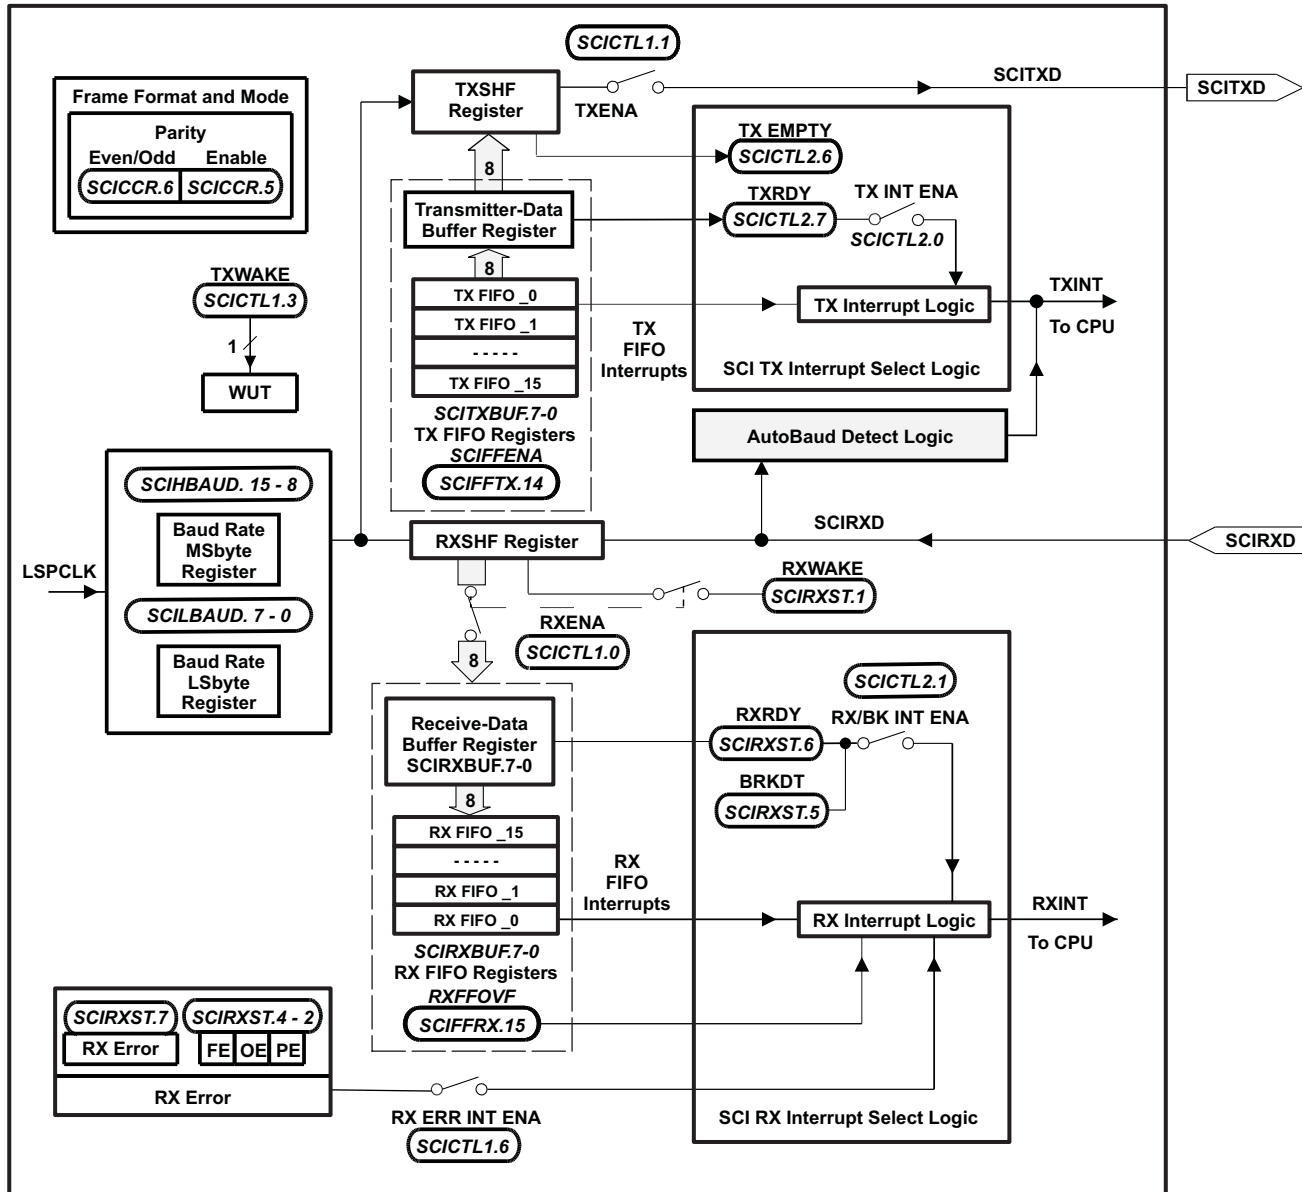 SCICTL1.1
TXSHF
Register
TXENA
SCITXD
SCITXD
Frame Format and Mode
Parity
Even/Odd Enable
SCICCR.6 SCICCR.5
8
TX EMPTY
SCICTL2.6
Transmitter-Data
Buffer Register
TXRDY
SCICTL2.7
TX INT ENA
SCICTL2.0
8
TXWAKE
SCICTL1.3
1
WUT
TX FIFO _0
TX FIFO _1
- - - - -
TX FIFO _15
TX
FIFO
Interrupts
TX Interrupt Logic
TXINT
To CPU
SCI TX Interrupt Select Logic
SCITXBUF.7-0
TX FIFO Registers
SCIFFENA
SCIFFTX.14
AutoBaud Detect Logic
LSPCLK
SCIHBAUD. 15 - 8
Baud Rate
MSbyte
Register
SCILBAUD. 7 - 0
Baud Rate
LSbyte
Register
RXSHF Register
SCIRXD
SCIRXD
RXWAKE
SCIRXST.1
RXENA
SCICTL1.0
8
Receive-Data
Buffer Register
SCIRXBUF.7-0
8
SCICTL2.1
RXRDY
SCIRXST.6
RX/BK INT ENA
BRKDT
SCIRXST.5
RX FIFO _15
- - - - -
RX FIFO _1
RX FIFO _0
RX
FIFO
Interrupts
RX Interrupt Logic
RXINT
To CPU
SCIRXBUF.7-0
RX FIFO Registers
RXFFOVF
SCIFFRX.15
SCIRXST.7 SCIRXST.4 - 2
RX Error FE OE PE
RX Error
RX ERR INT ENA
SCICTL1.6
SCI RX Interrupt Select Logic